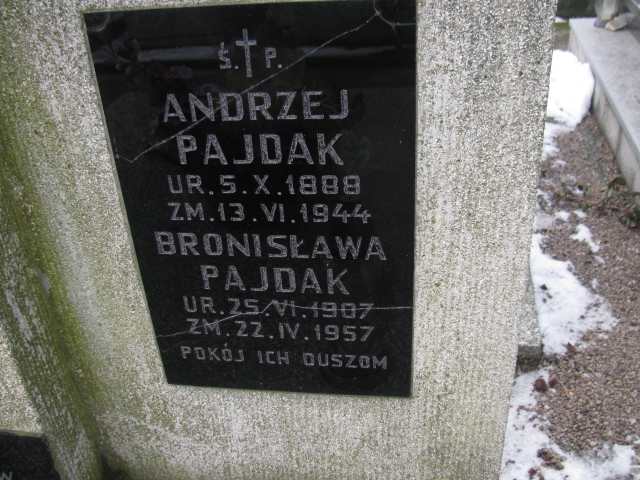 Ś. P.
ANDRZEJ
PAJDAK
UR.5.X.1888
ZM.13.VI.1944
BRONISŁAWA
PAJDAK
UR.25.VI.1907
ZM.22.IV.1957
POKÓJ ICH DUSZOM